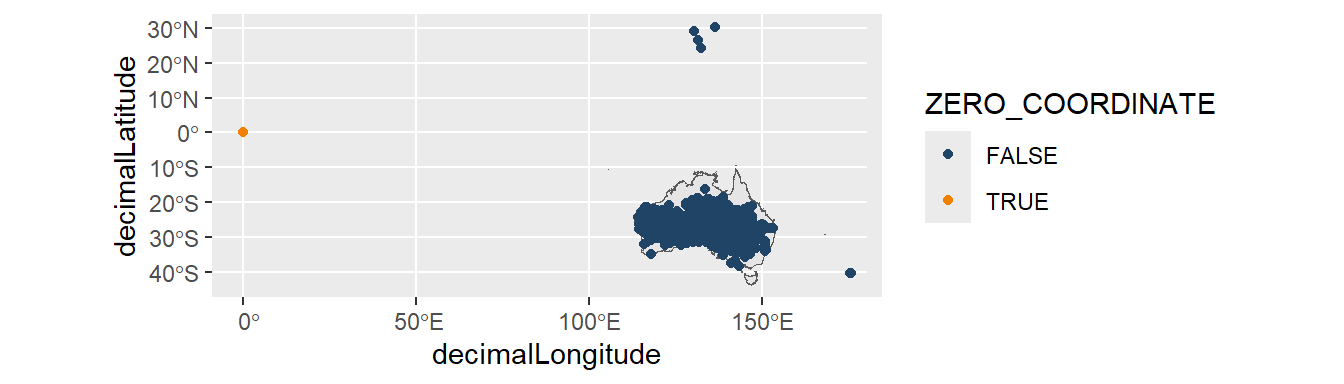 30°N
20°N
10°N
0°
10°S
20°S
30°S
40°S
decimalLatitude
0°
50°E
100°E
150°E
decimalLongitude
ZERO_COORDINATE
FALSE
TRUE